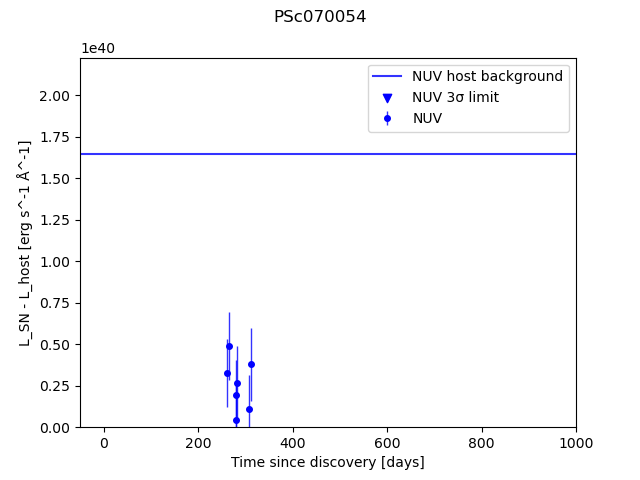 PSc070054
1e40
NUV host background
NUV 3σ limit
NUV
2.00
1.75
1.50
1.25
1.00
0.75
0.50
0.25
0.00
L_SN - L_host [erg s^-1 Å^-1]
0 200 400 600 800 1000
Time since discovery [days]